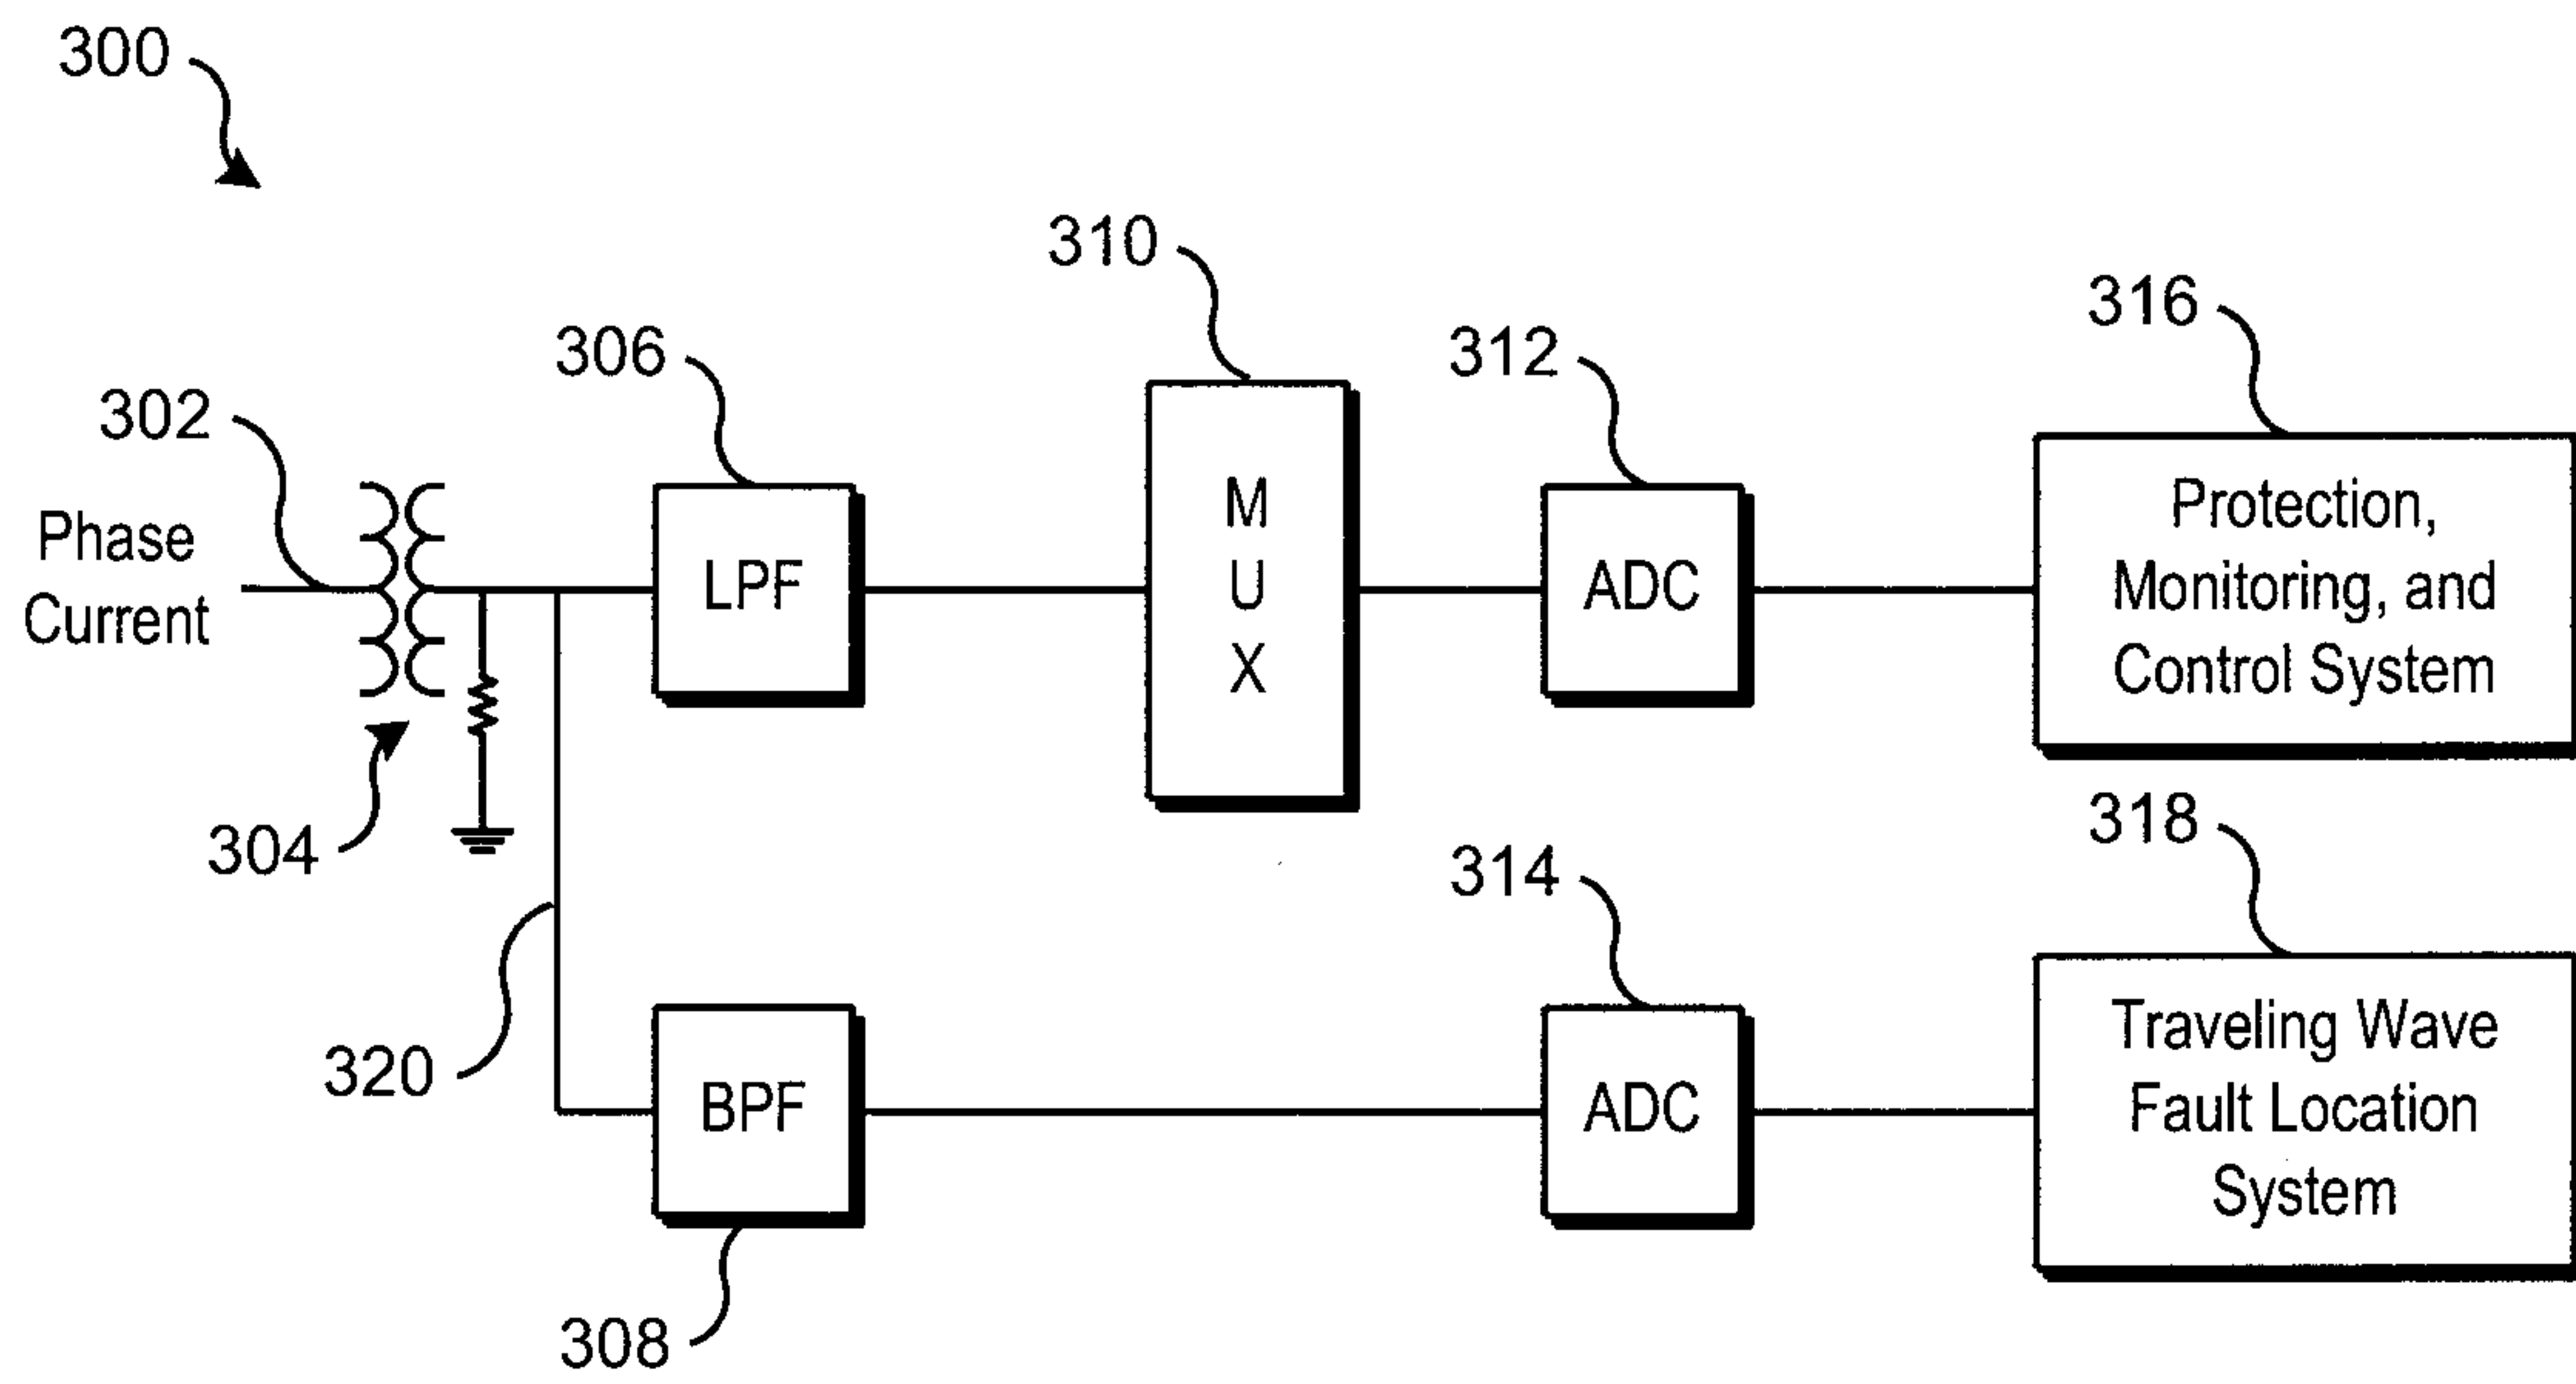 300
310
316
306
312
302
Phase
Current
LPF
M
U
X
ADC
Protection,
Monitoring, and
Control System
304
318
314
320
BPF
ADC
Traveling Wave
Fault Location
System
308